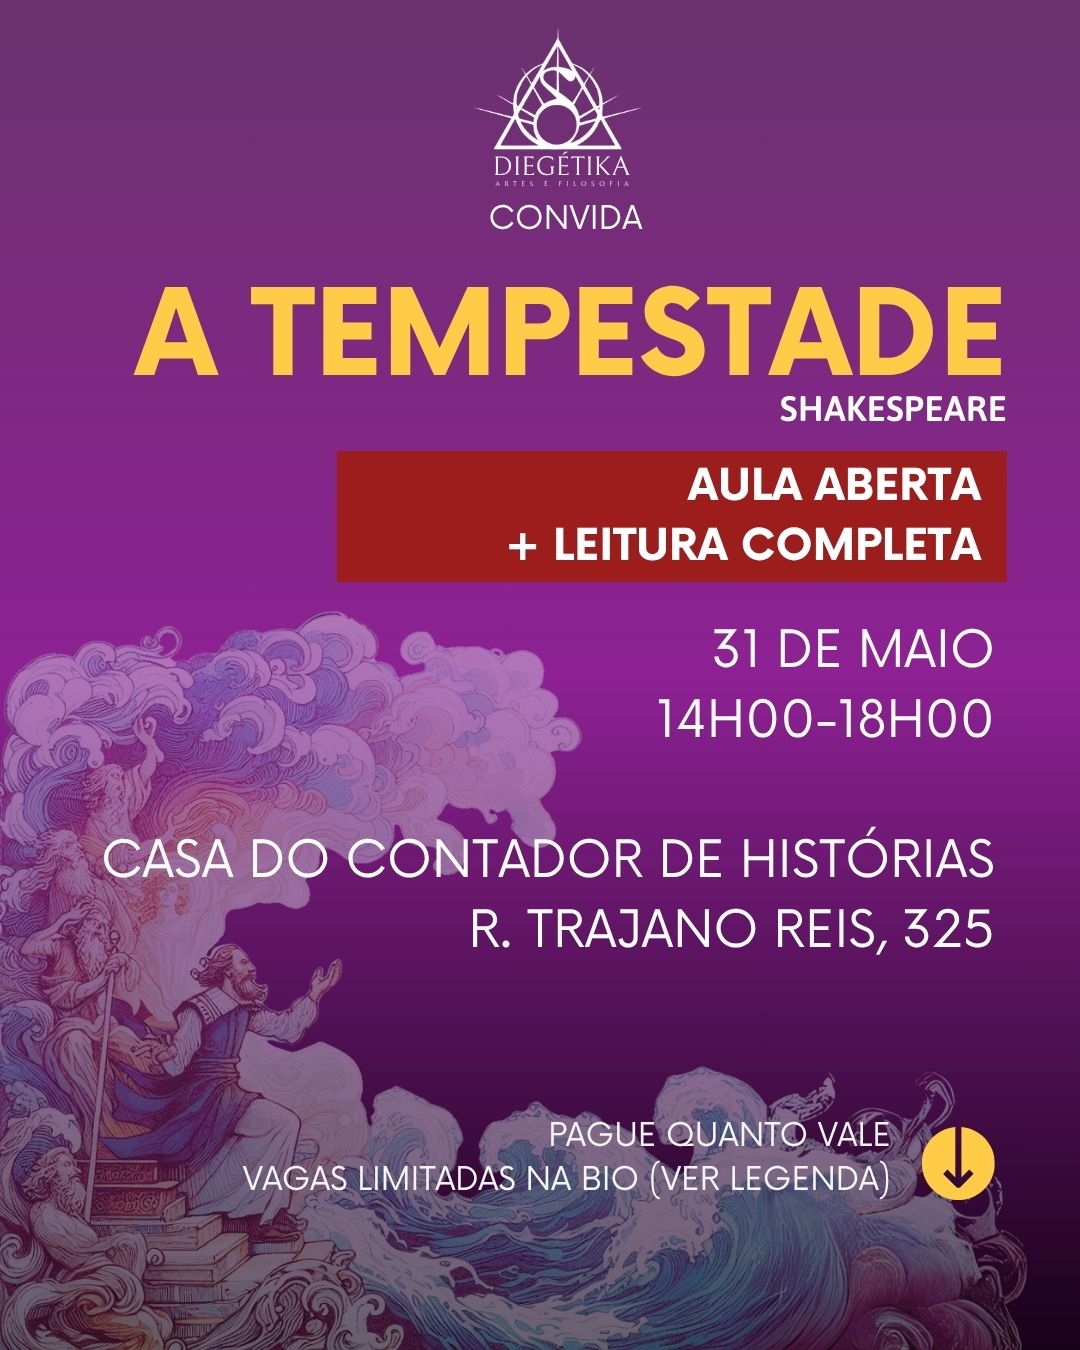 DIEGÉTIKA
ARTES E FILOSOFIA
CONVIDA
A TEMPESTADE
SHAKESPEARE
AULA ABERTA
+ LEITURA COMPLETA
31 DE MAIO
14H00-18H00
CASA DO CONTADOR DE HISTÓRIAS
R. TRAJANO REIS, 325
PAGUE QUANTO VALE
VAGAS LIMITADAS NA BIO (VER LEGENDA)